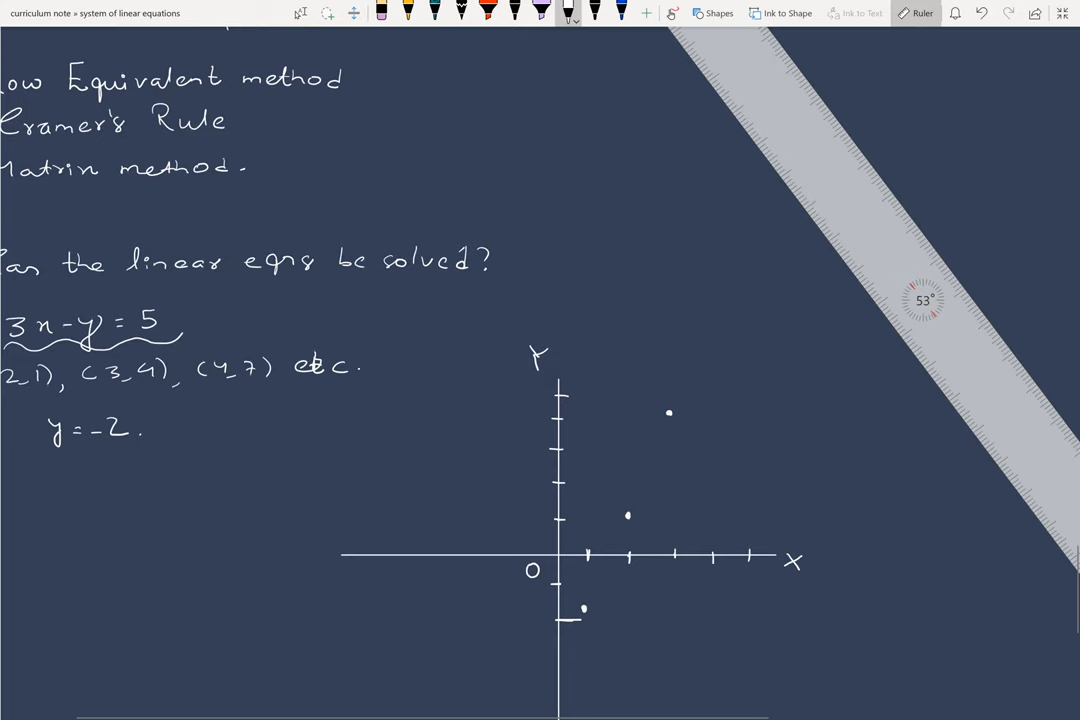 curriculum note » system of linear equations
Shapes Ink to Shape Ink to Text Ruler
ow Equivalent method
Cramer's Rule
Matrix method.
an the linear eqns be solved?
3x-y=5
2,1), (3,4), (4,7) etc.
y=-2.
53°
Y
O
X